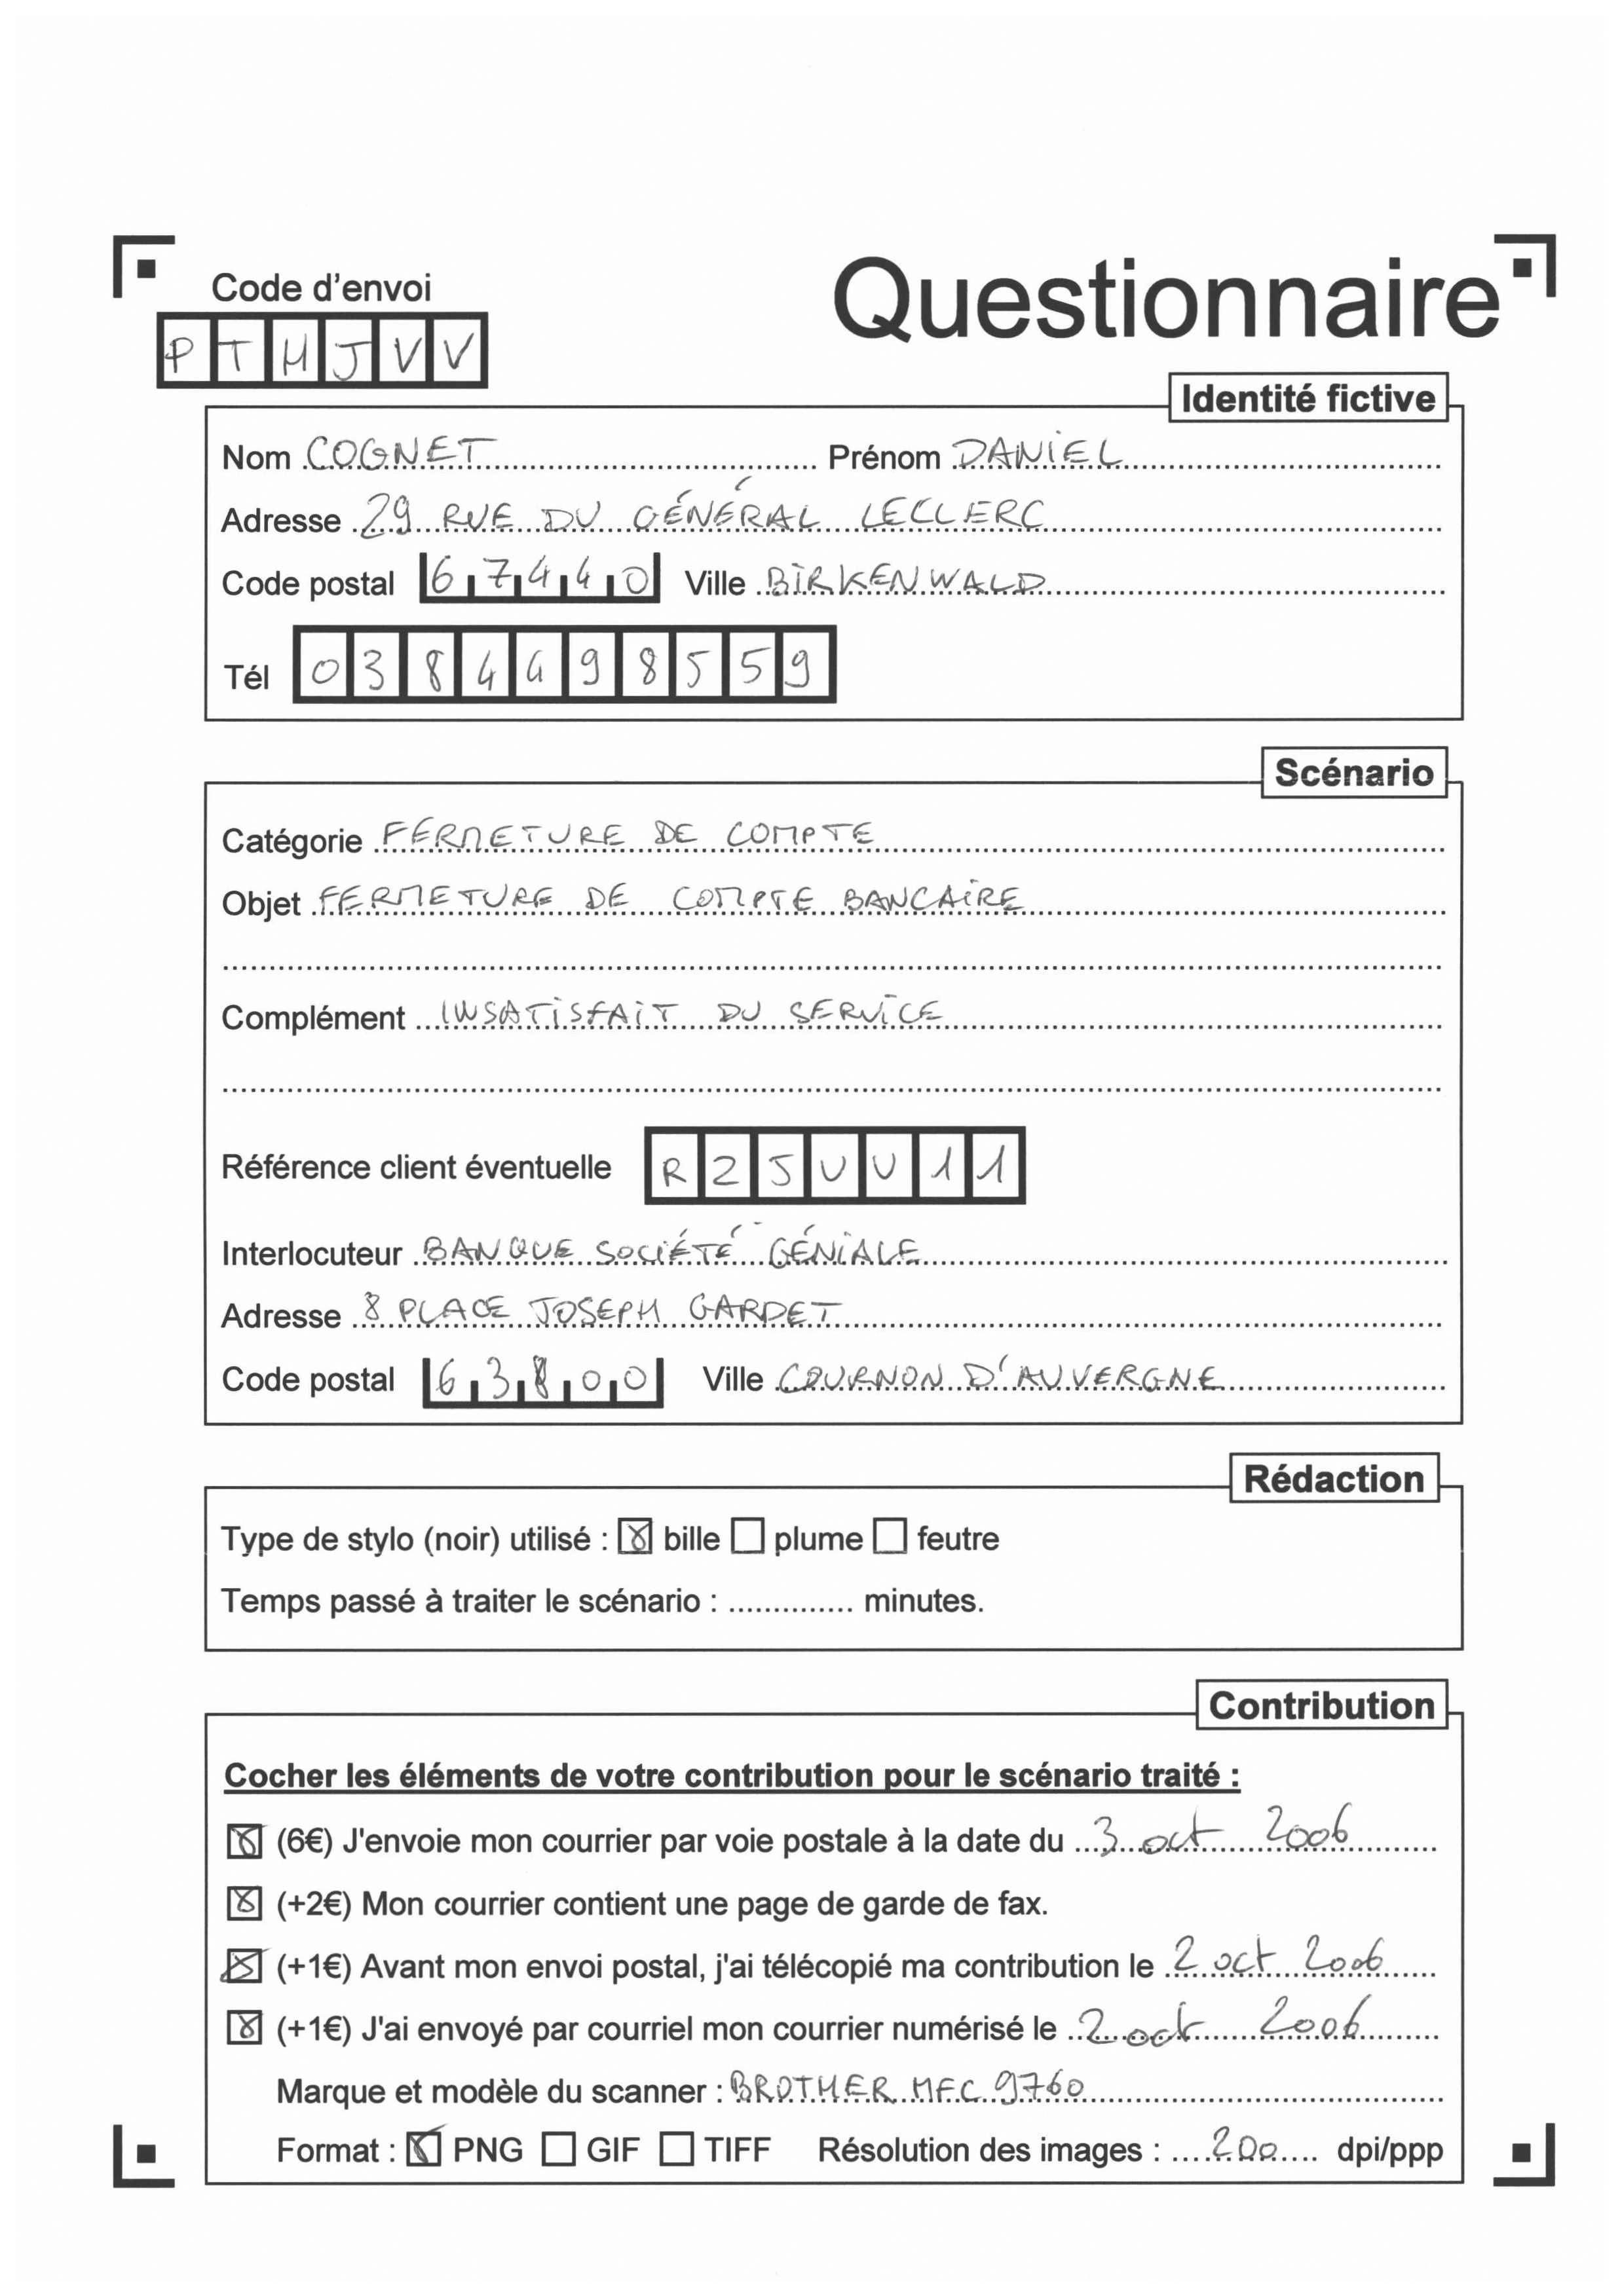 Code d'envoi
Questionnaire
PTHJVV
Identité fictive
Nom COGNET Prénom DANIEL
Adresse 29 RUE DU GÉNÉRAL LECLERC
Code postal 67440 Ville BIRKENWALD
Tél 0384498559
Scénario
Catégorie FERMETURE DE COMPTE
Objet FERMETURE DE COMPTE BANCAIRE
Complément INSATISFAIT DU SERVICE
Référence client éventuelle R25UU11
Interlocuteur BANQUE SOCIÉTÉ GÉNIALE
Adresse 8 PLACE JOSEPH GARDET
Code postal 63800 Ville COURNON D'AUVERGNE
Rédaction
Type de stylo (noir) utilisé : ☒ bille ☐ plume ☐ feutre
Temps passé à traiter le scénario : .............. minutes.
Contribution
Cocher les éléments de votre contribution pour le scénario traité :
☒ (6€) J'envoie mon courrier par voie postale à la date du 3 oct 2006
☒ (+2€) Mon courrier contient une page de garde de fax.
☒ (+1€) Avant mon envoi postal, j'ai télécopié ma contribution le 2 oct 2006
☒ (+1€) J'ai envoyé par courriel mon courrier numérisé le 2 oct 2006
Marque et modèle du scanner : BROTHER MFC 9760
Format : ☒ PNG ☐ GIF ☐ TIFF Résolution des images : 200 dpi/ppp